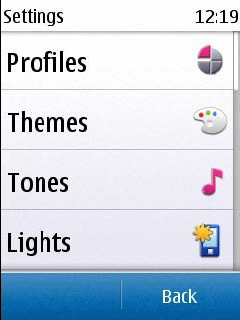 Settings 12:19
Profiles
Themes
Tones
Lights
Back